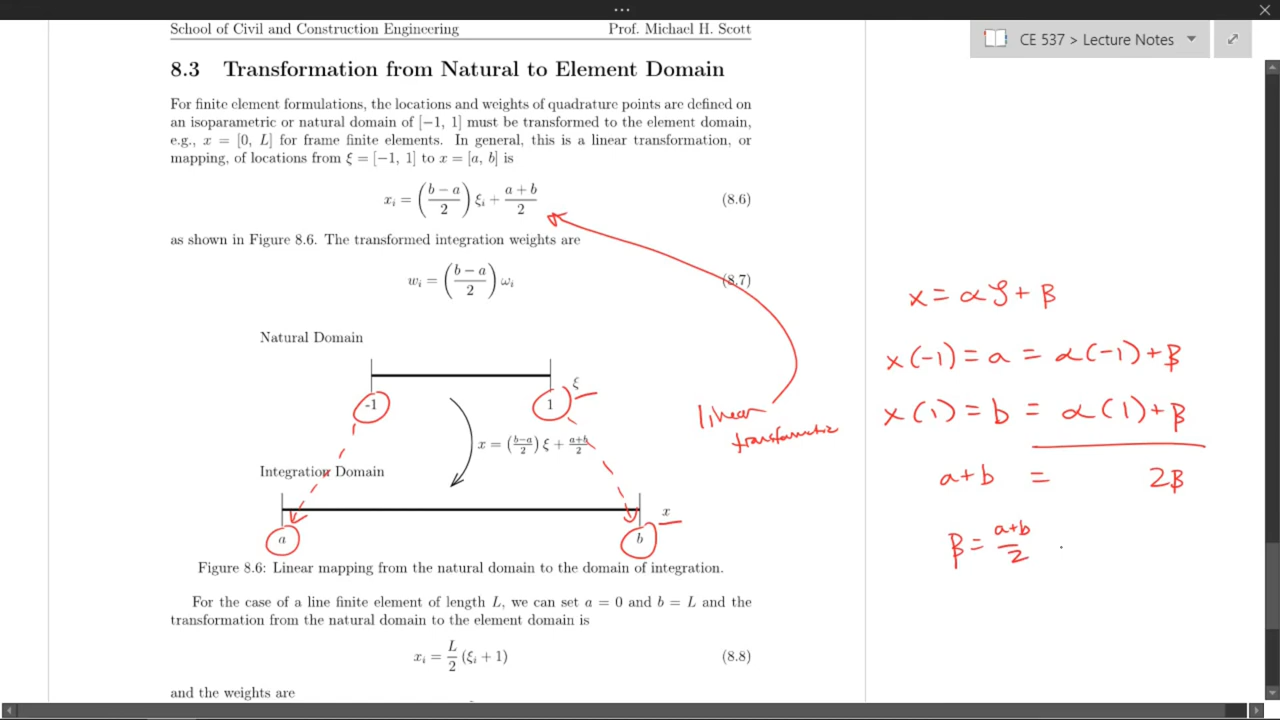 School of Civil and Construction Engineering Prof. Michael H. Scott
CE 537 > Lecture Notes
8.3 Transformation from Natural to Element Domain
For finite element formulations, the locations and weights of quadrature points are defined on
an isoparametric or natural domain of [−1, 1] must be transformed to the element domain,
e.g., x = [0, L] for frame finite elements. In general, this is a linear transformation, or
mapping, of locations from ξ = [−1, 1] to x = [a, b] is
xᵢ = ((b − a)/2) ξᵢ + (a + b)/2 (8.6)
as shown in Figure 8.6. The transformed integration weights are
wᵢ = ((b − a)/2) ωᵢ (8.7)
Natural Domain
-1 1 ξ
x = ((b−a)/2) ξ + (a+b)/2
Integration Domain
a b x
Figure 8.6: Linear mapping from the natural domain to the domain of integration.
For the case of a line finite element of length L, we can set a = 0 and b = L and the
transformation from the natural domain to the element domain is
xᵢ = L/2 (ξᵢ + 1) (8.8)
and the weights are
linear
transformation
x = αξ + β
x(-1) = a = α(-1) + β
x(1) = b = α(1) + β
a+b = 2β
β = (a+b)/2